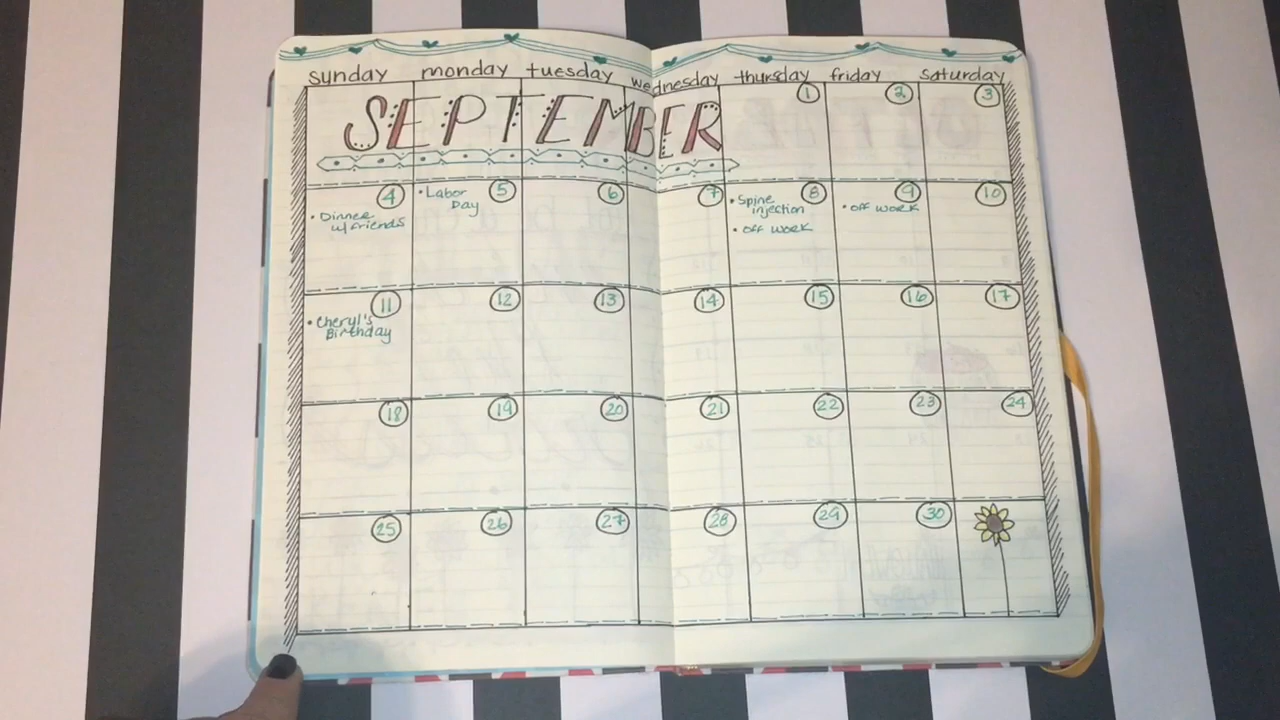 sunday monday tuesday wednesday thursday friday saturday
SEPTEMBER
1 2 3
4 5 6 7 8 9 10
• Dinner
w/friends
• Labor
Day
• Spine
injection
• off work
• off work
11 12 13 14 15 16 17
• Cheryl's
Birthday
18 19 20 21 22 23 24
25 26 27 28 29 30